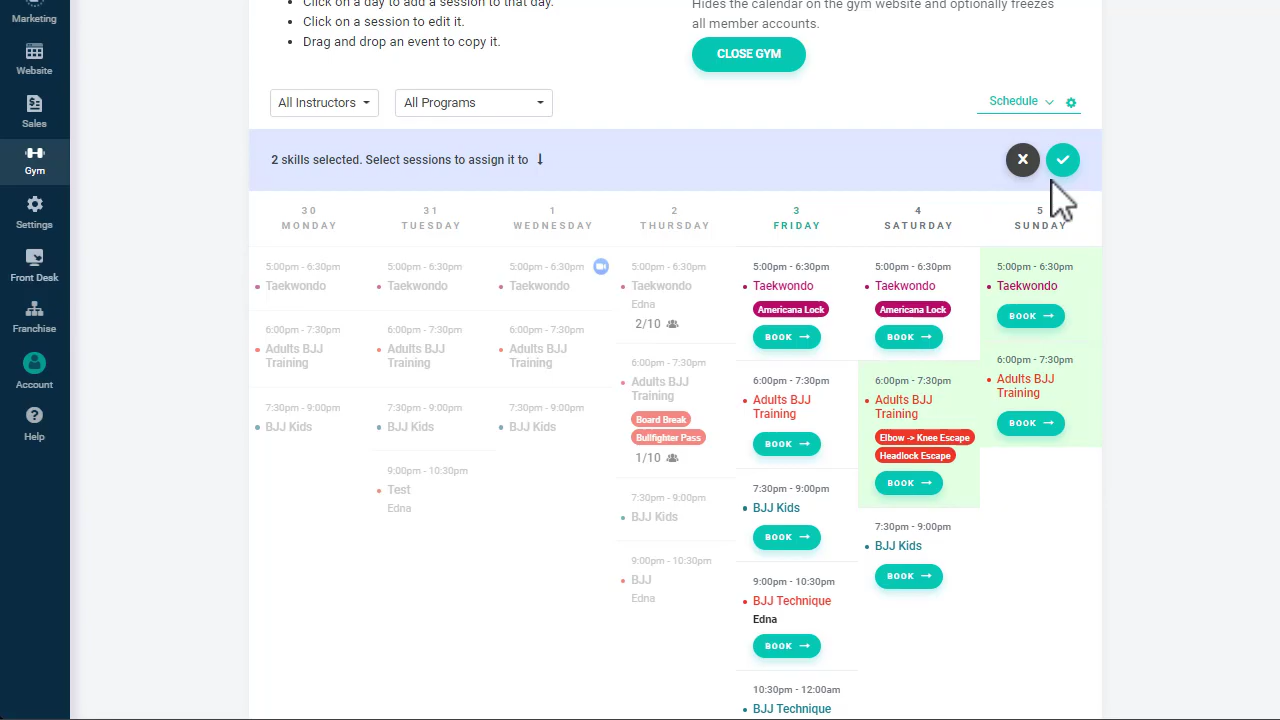 Marketing
Website
Sales
Gym
Settings
Front Desk
Franchise
Account
Help
Click on a day to add a session to that day.
Click on a session to edit it.
Drag and drop an event to copy it.
Hides the calendar on the gym website and optionally freezes
all member accounts.
CLOSE GYM
All Instructors
All Programs
Schedule
2 skills selected. Select sessions to assign it to
30
MONDAY
31
TUESDAY
1
WEDNESDAY
2
THURSDAY
3
FRIDAY
4
SATURDAY
5
SUNDAY
5:00pm - 6:30pm
Taekwondo
6:00pm - 7:30pm
Adults BJJ
Training
7:30pm - 9:00pm
BJJ Kids
5:00pm - 6:30pm
Taekwondo
6:00pm - 7:30pm
Adults BJJ
Training
7:30pm - 9:00pm
BJJ Kids
9:00pm - 10:30pm
Test
Edna
5:00pm - 6:30pm
Taekwondo
6:00pm - 7:30pm
Adults BJJ
Training
7:30pm - 9:00pm
BJJ Kids
5:00pm - 6:30pm
Taekwondo
Edna
2/10
6:00pm - 7:30pm
Adults BJJ
Training
Board Break
Bullfighter Pass
1/10
7:30pm - 9:00pm
BJJ Kids
9:00pm - 10:30pm
BJJ
Edna
5:00pm - 6:30pm
Taekwondo
Americana Lock
BOOK
6:00pm - 7:30pm
Adults BJJ
Training
BOOK
7:30pm - 9:00pm
BJJ Kids
BOOK
9:00pm - 10:30pm
BJJ Technique
Edna
BOOK
10:30pm - 12:00am
BJJ Technique
5:00pm - 6:30pm
Taekwondo
Americana Lock
BOOK
6:00pm - 7:30pm
Adults BJJ
Training
Elbow -> Knee Escape
Headlock Escape
BOOK
7:30pm - 9:00pm
BJJ Kids
BOOK
5:00pm - 6:30pm
Taekwondo
BOOK
6:00pm - 7:30pm
Adults BJJ
Training
BOOK